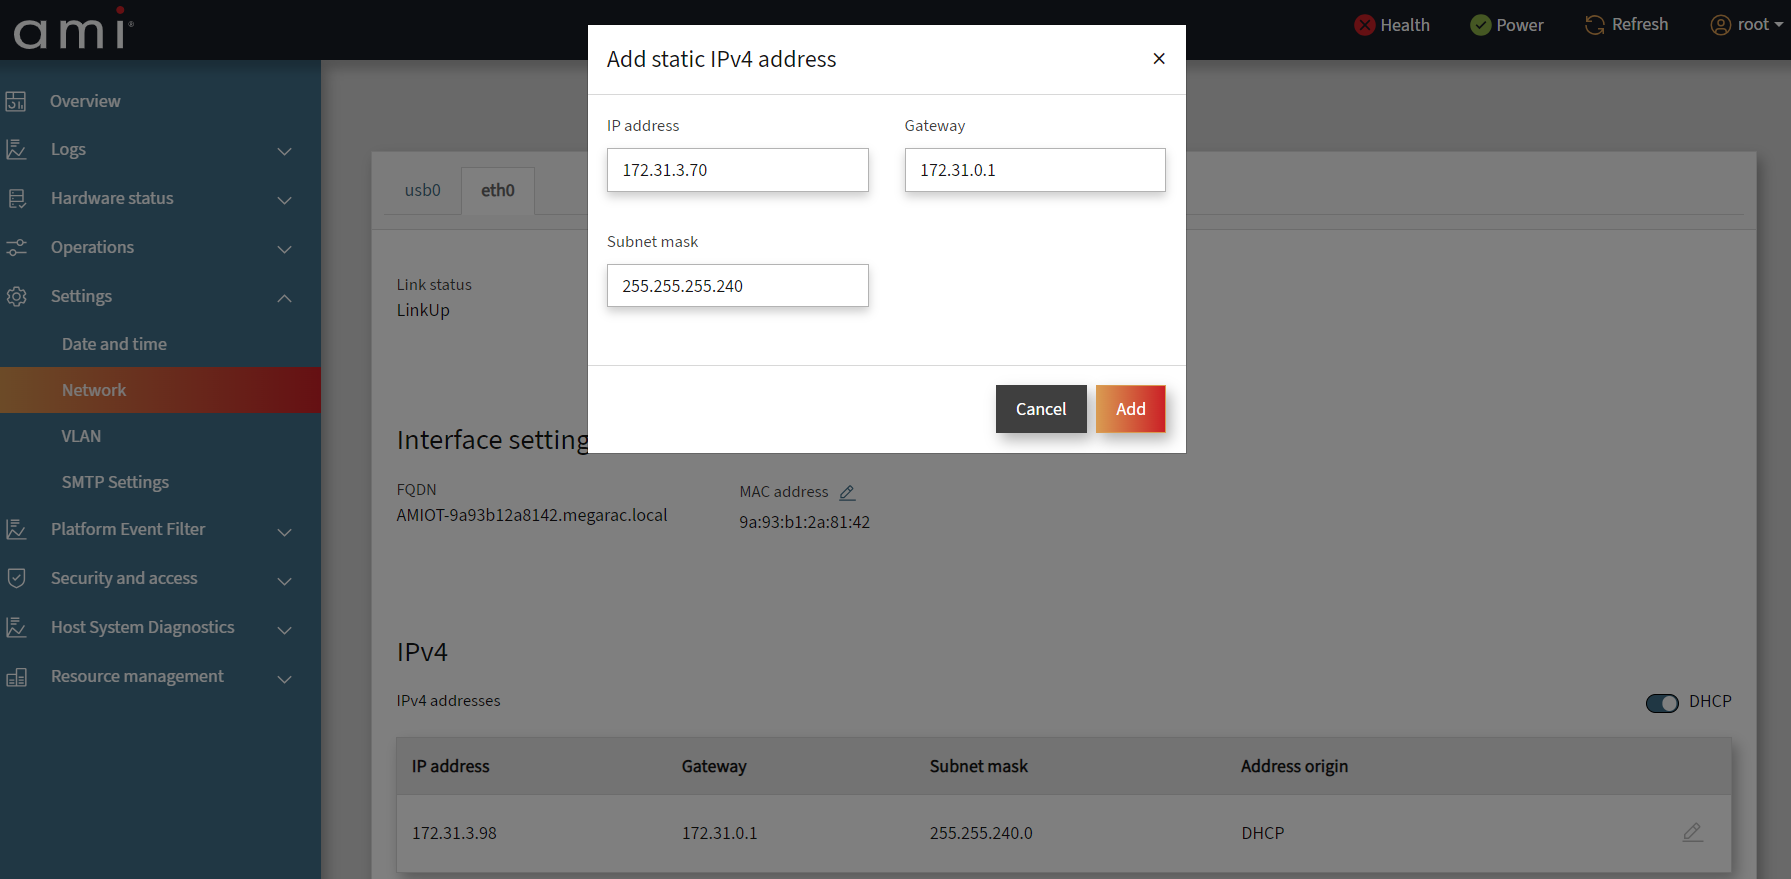 ami®
Health
Power
Refresh
root
Overview
Logs
Hardware status
Operations
Settings
Date and time
Network
VLAN
SMTP Settings
Platform Event Filter
Security and access
Host System Diagnostics
Resource management
Add static IPv4 address
IP address
Gateway
172.31.3.70
172.31.0.1
Subnet mask
255.255.255.240
Cancel
Add
usb0
eth0
Link status
LinkUp
Interface setting
FQDN
MAC address
AMIOT-9a93b12a8142.megarac.local
9a:93:b1:2a:81:42
IPv4
IPv4 addresses
DHCP
IP address Gateway Subnet mask Address origin
172.31.3.98 172.31.0.1 255.255.240.0 DHCP